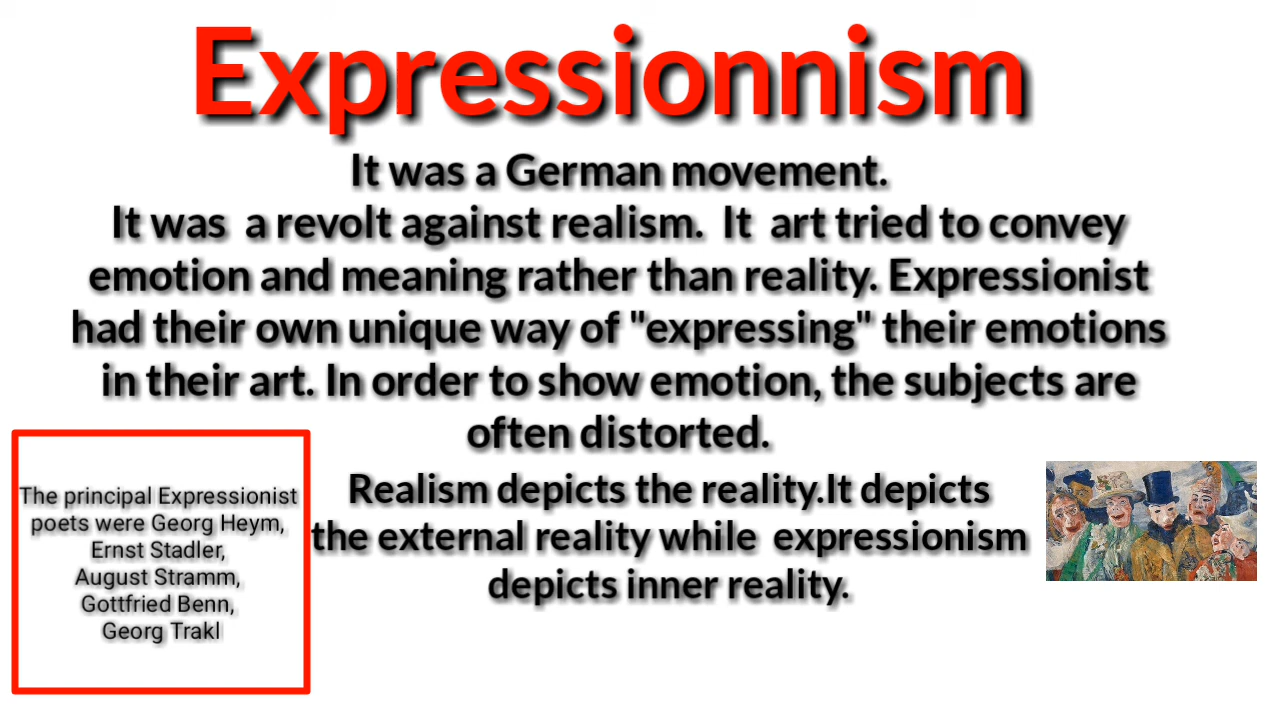 Expressionnism
It was a German movement.
It was  a revolt against realism.  It  art tried to convey
emotion and meaning rather than reality. Expressionist
had their own unique way of "expressing" their emotions
in their art. In order to show emotion, the subjects are
often distorted.
Realism depicts the reality.It depicts
the external reality while  expressionism
depicts inner reality.
The principal Expressionist
poets were Georg Heym,
Ernst Stadler,
August Stramm,
Gottfried Benn,
Georg Trakl